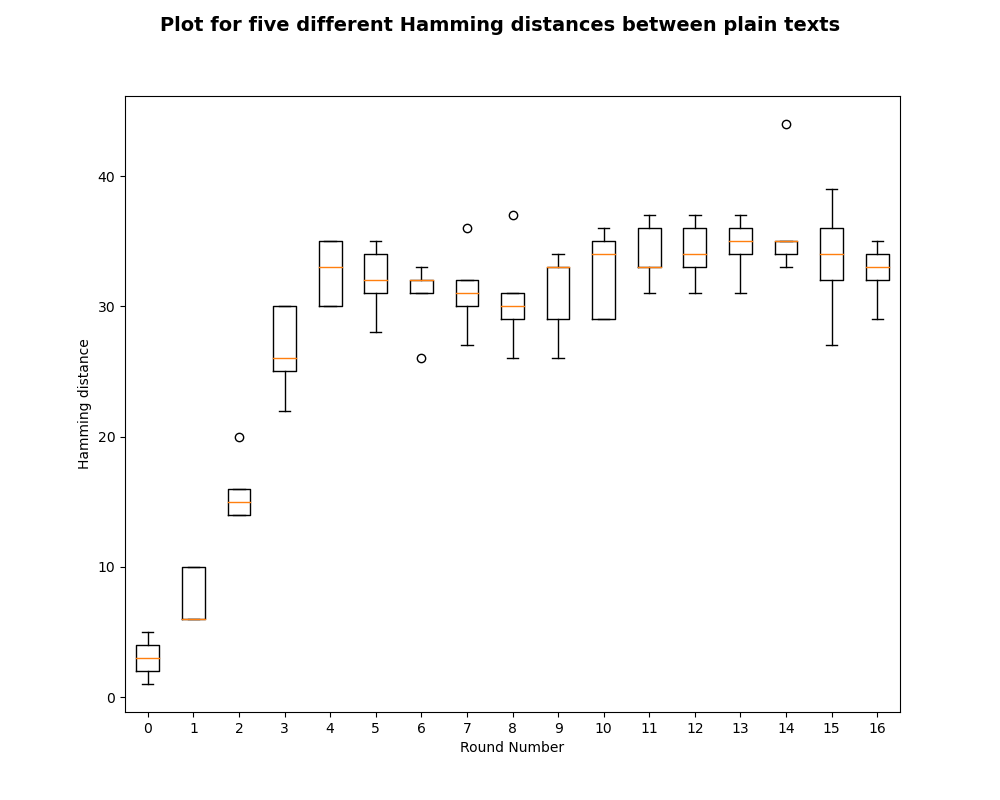 Plot for five different Hamming distances between plain texts
40
30
20
10
0
Hamming distance
0 1 2 3 4 5 6 7 8 9 10 11 12 13 14 15 16
Round Number